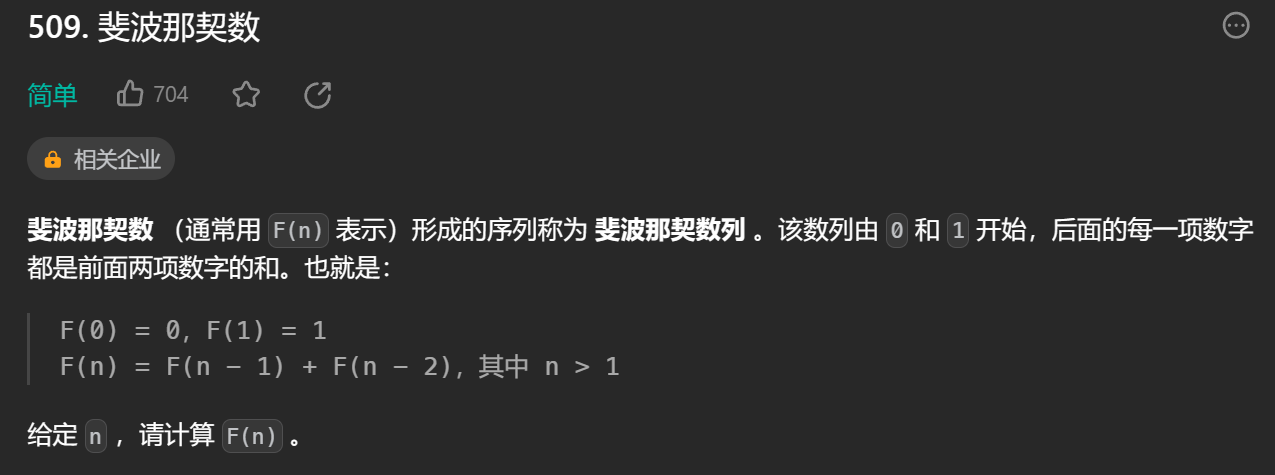 509. 斐波那契数
简单 704
相关企业
斐波那契数 （通常用 F(n) 表示）形成的序列称为 斐波那契数列 。该数列由 0 和 1 开始，后面的每一项数字
都是前面两项数字的和。也就是：
F(0) = 0，F(1) = 1
F(n) = F(n - 1) + F(n - 2)，其中 n > 1
给定 n ，请计算 F(n) 。